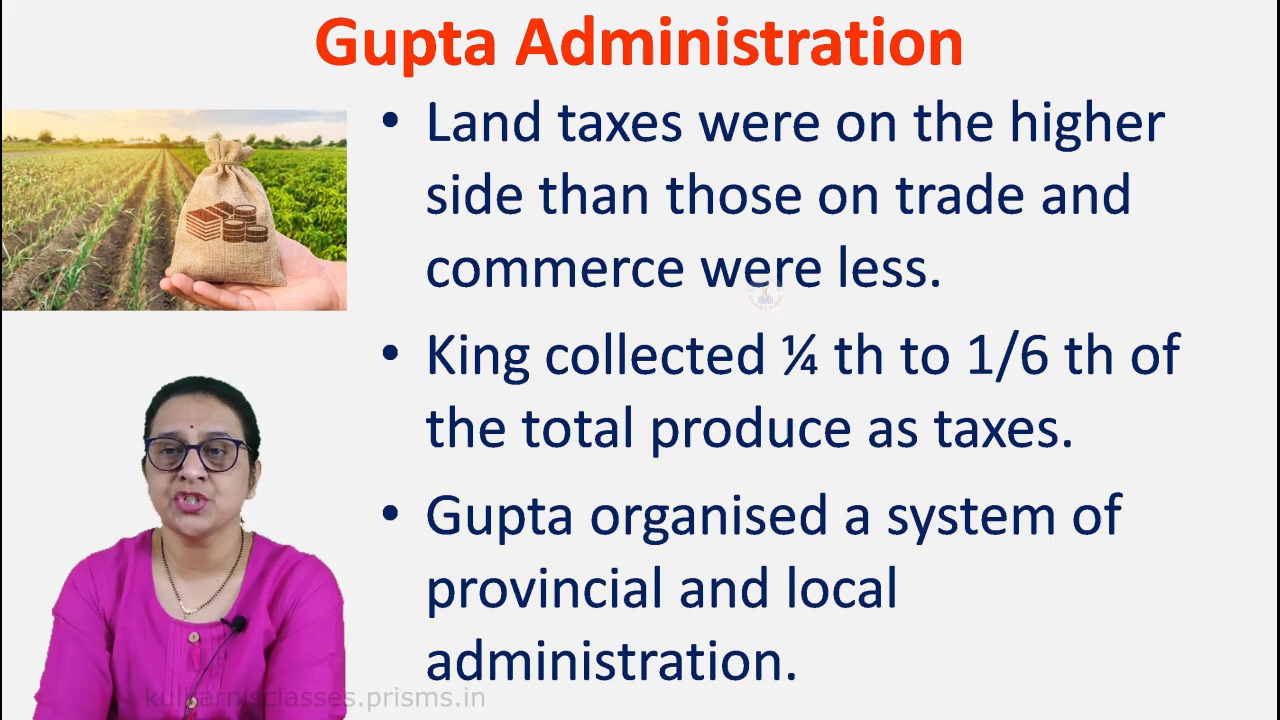 Gupta Administration
• Land taxes were on the higher
side than those on trade and
commerce were less.
• King collected ¼ th to 1/6 th of
the total produce as taxes.
• Gupta organised a system of
provincial and local
administration.
kulkarnisclasses.prisms.in